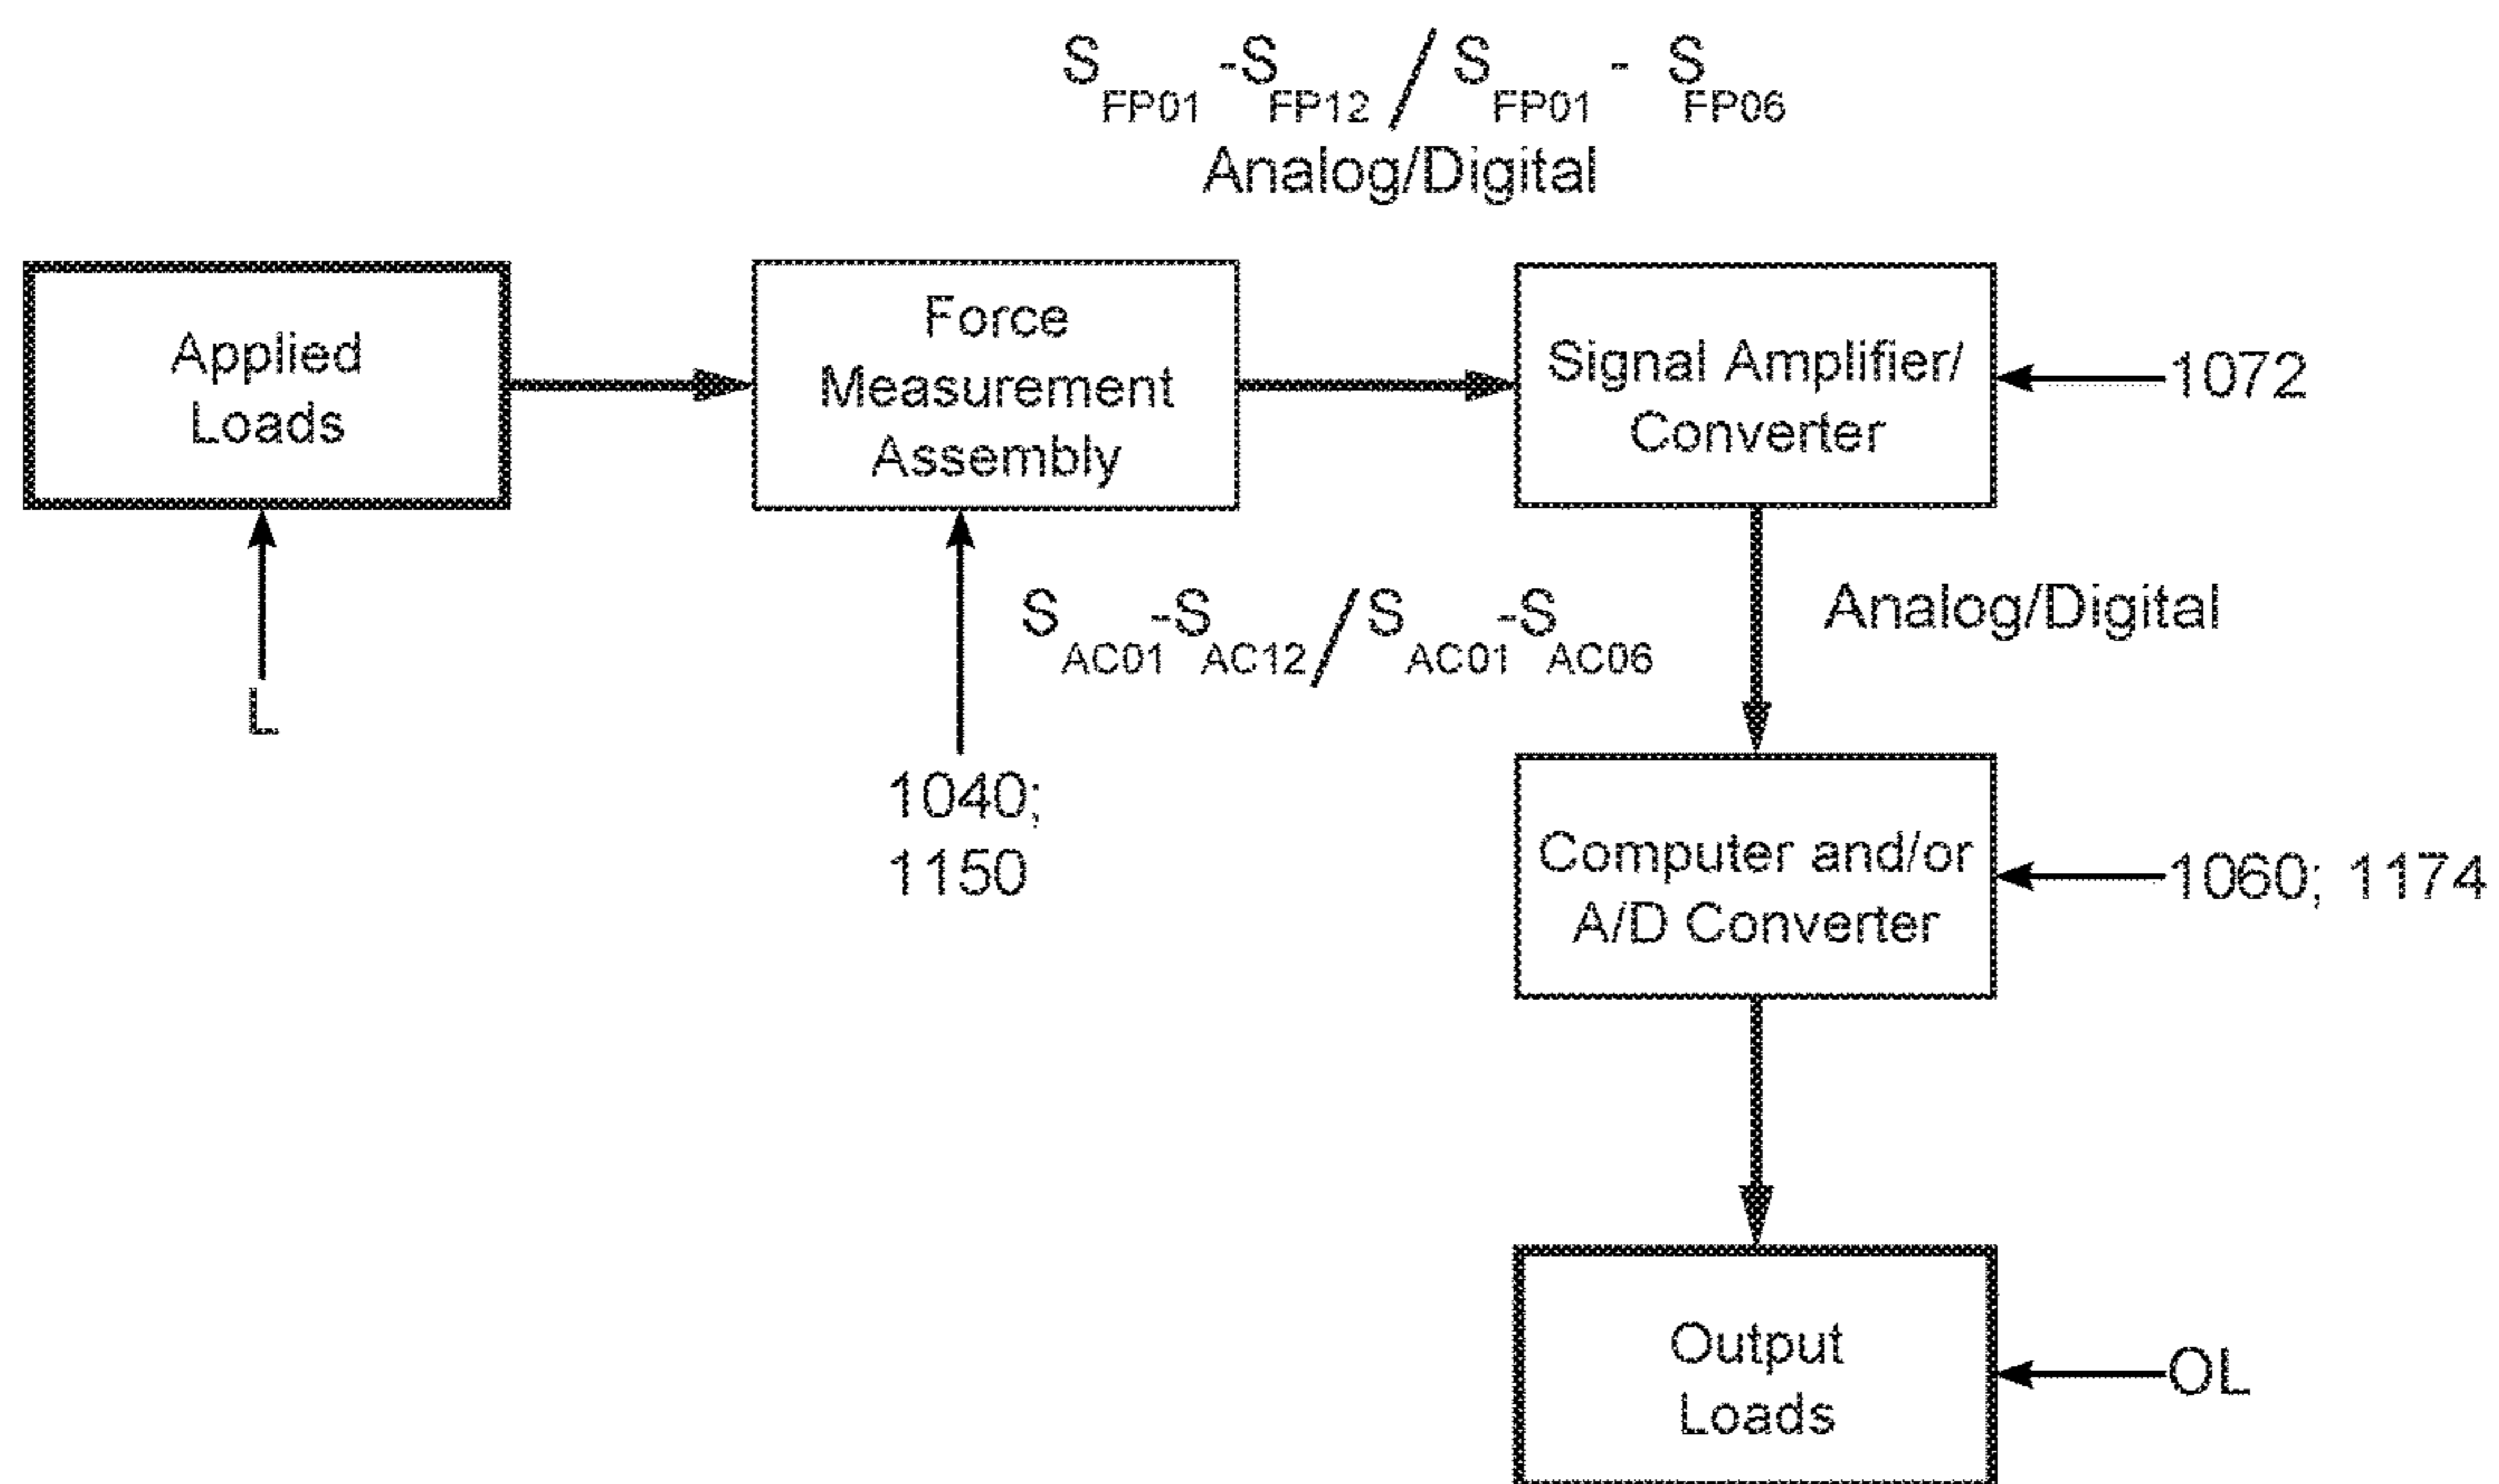 S FP01 -S FP12 / S FP01 - S FP06
Analog/Digital
Applied
Loads
Force
Measurement
Assembly
Signal Amplifier/
Converter
1072
S AC01 -S AC12 / S AC01 -S AC06
Analog/Digital
L
1040;
1150
Computer and/or
A/D Converter
1060; 1174
Output
Loads
OL